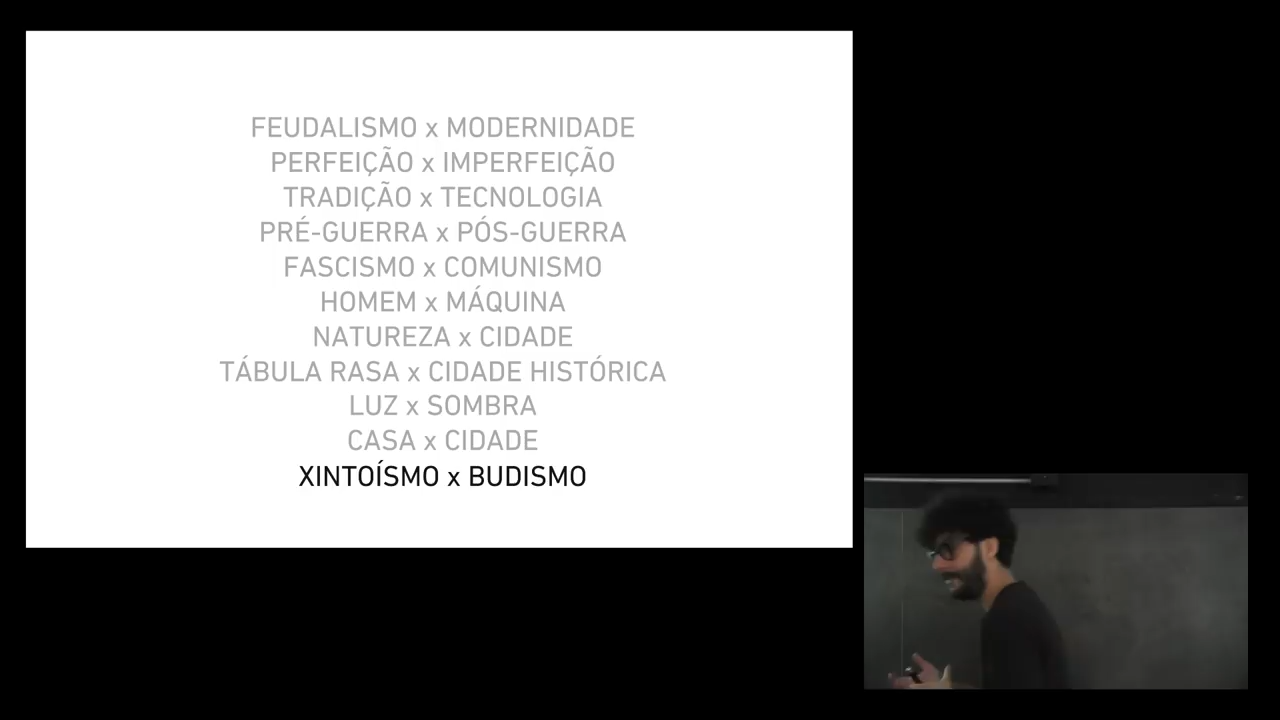 FEUDALISMO x MODERNIDADE
PERFEIÇÃO x IMPERFEIÇÃO
TRADIÇÃO x TECNOLOGIA
PRÉ-GUERRA x PÓS-GUERRA
FASCISMO x COMUNISMO
HOMEM x MÁQUINA
NATUREZA x CIDADE
TÁBULA RASA x CIDADE HISTÓRICA
LUZ x SOMBRA
CASA x CIDADE
XINTOÍSMO x BUDISMO